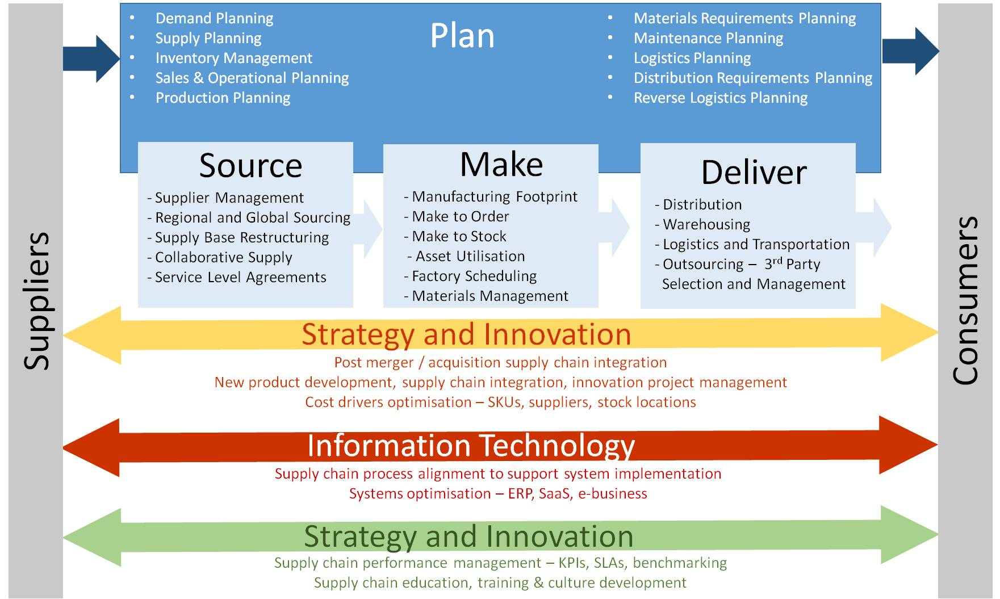 Suppliers
• Demand Planning
• Supply Planning
• Inventory Management
• Sales & Operational Planning
• Production Planning
Plan
• Materials Requirements Planning
• Maintenance Planning
• Logistics Planning
• Distribution Requirements Planning
• Reverse Logistics Planning
Source
- Supplier Management
- Regional and Global Sourcing
- Supply Base Restructuring
- Collaborative Supply
- Service Level Agreements
Make
- Manufacturing Footprint
- Make to Order
- Make to Stock
- Asset Utilisation
- Factory Scheduling
- Materials Management
Deliver
- Distribution
- Warehousing
- Logistics and Transportation
- Outsourcing – 3rd Party
Selection and Management
Strategy and Innovation
Post merger / acquisition supply chain integration
New product development, supply chain integration, innovation project management
Cost drivers optimisation – SKUs, suppliers, stock locations
Information Technology
Supply chain process alignment to support system implementation
Systems optimisation – ERP, SaaS, e-business
Strategy and Innovation
Supply chain performance management – KPIs, SLAs, benchmarking
Supply chain education, training & culture development
Consumers